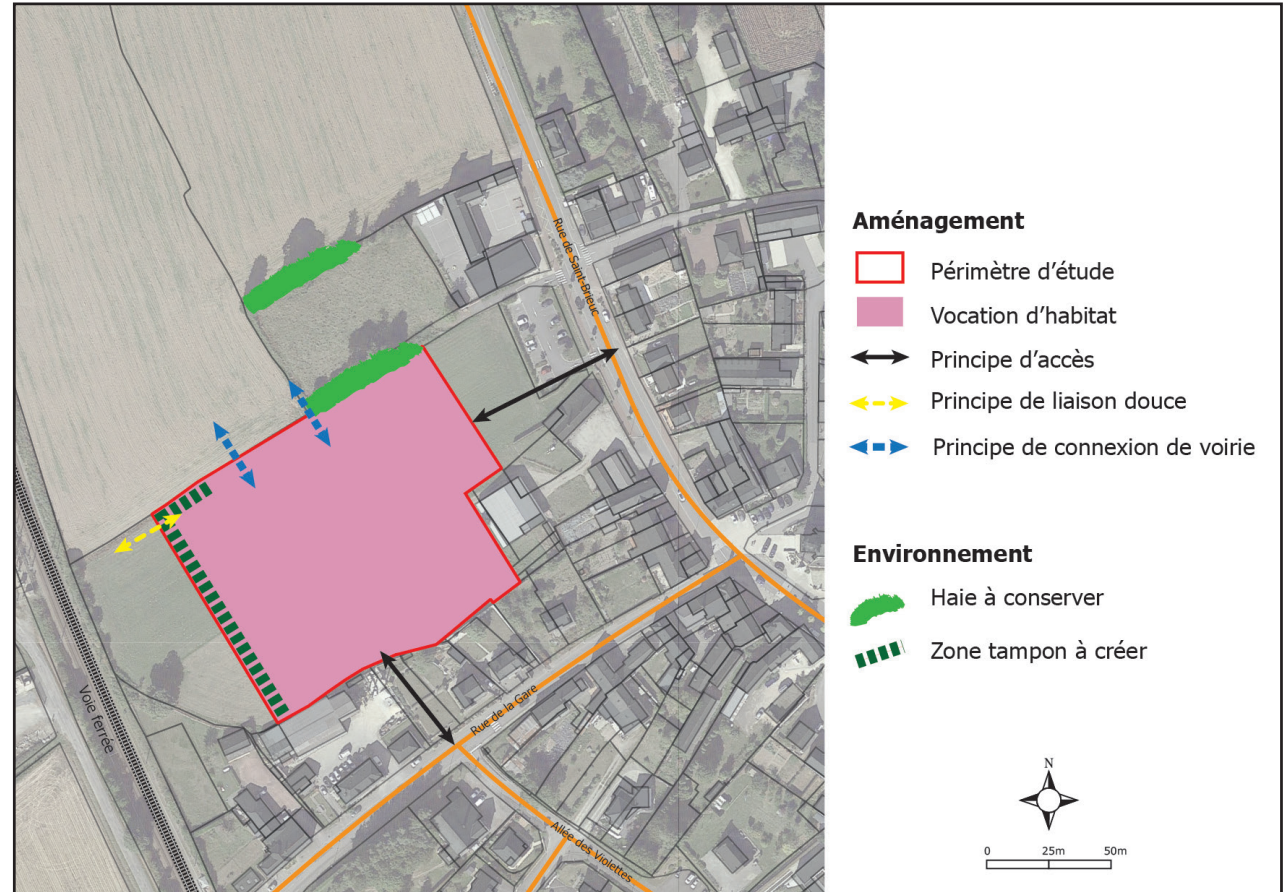 Rue de Saint-Brieuc
Rue de la Gare
Allée des Violettes
Voie ferrée
Aménagement
Périmètre d'étude
Vocation d'habitat
Principe d'accès
Principe de liaison douce
Principe de connexion de voirie
Environnement
Haie à conserver
Zone tampon à créer
N
0 25m 50m